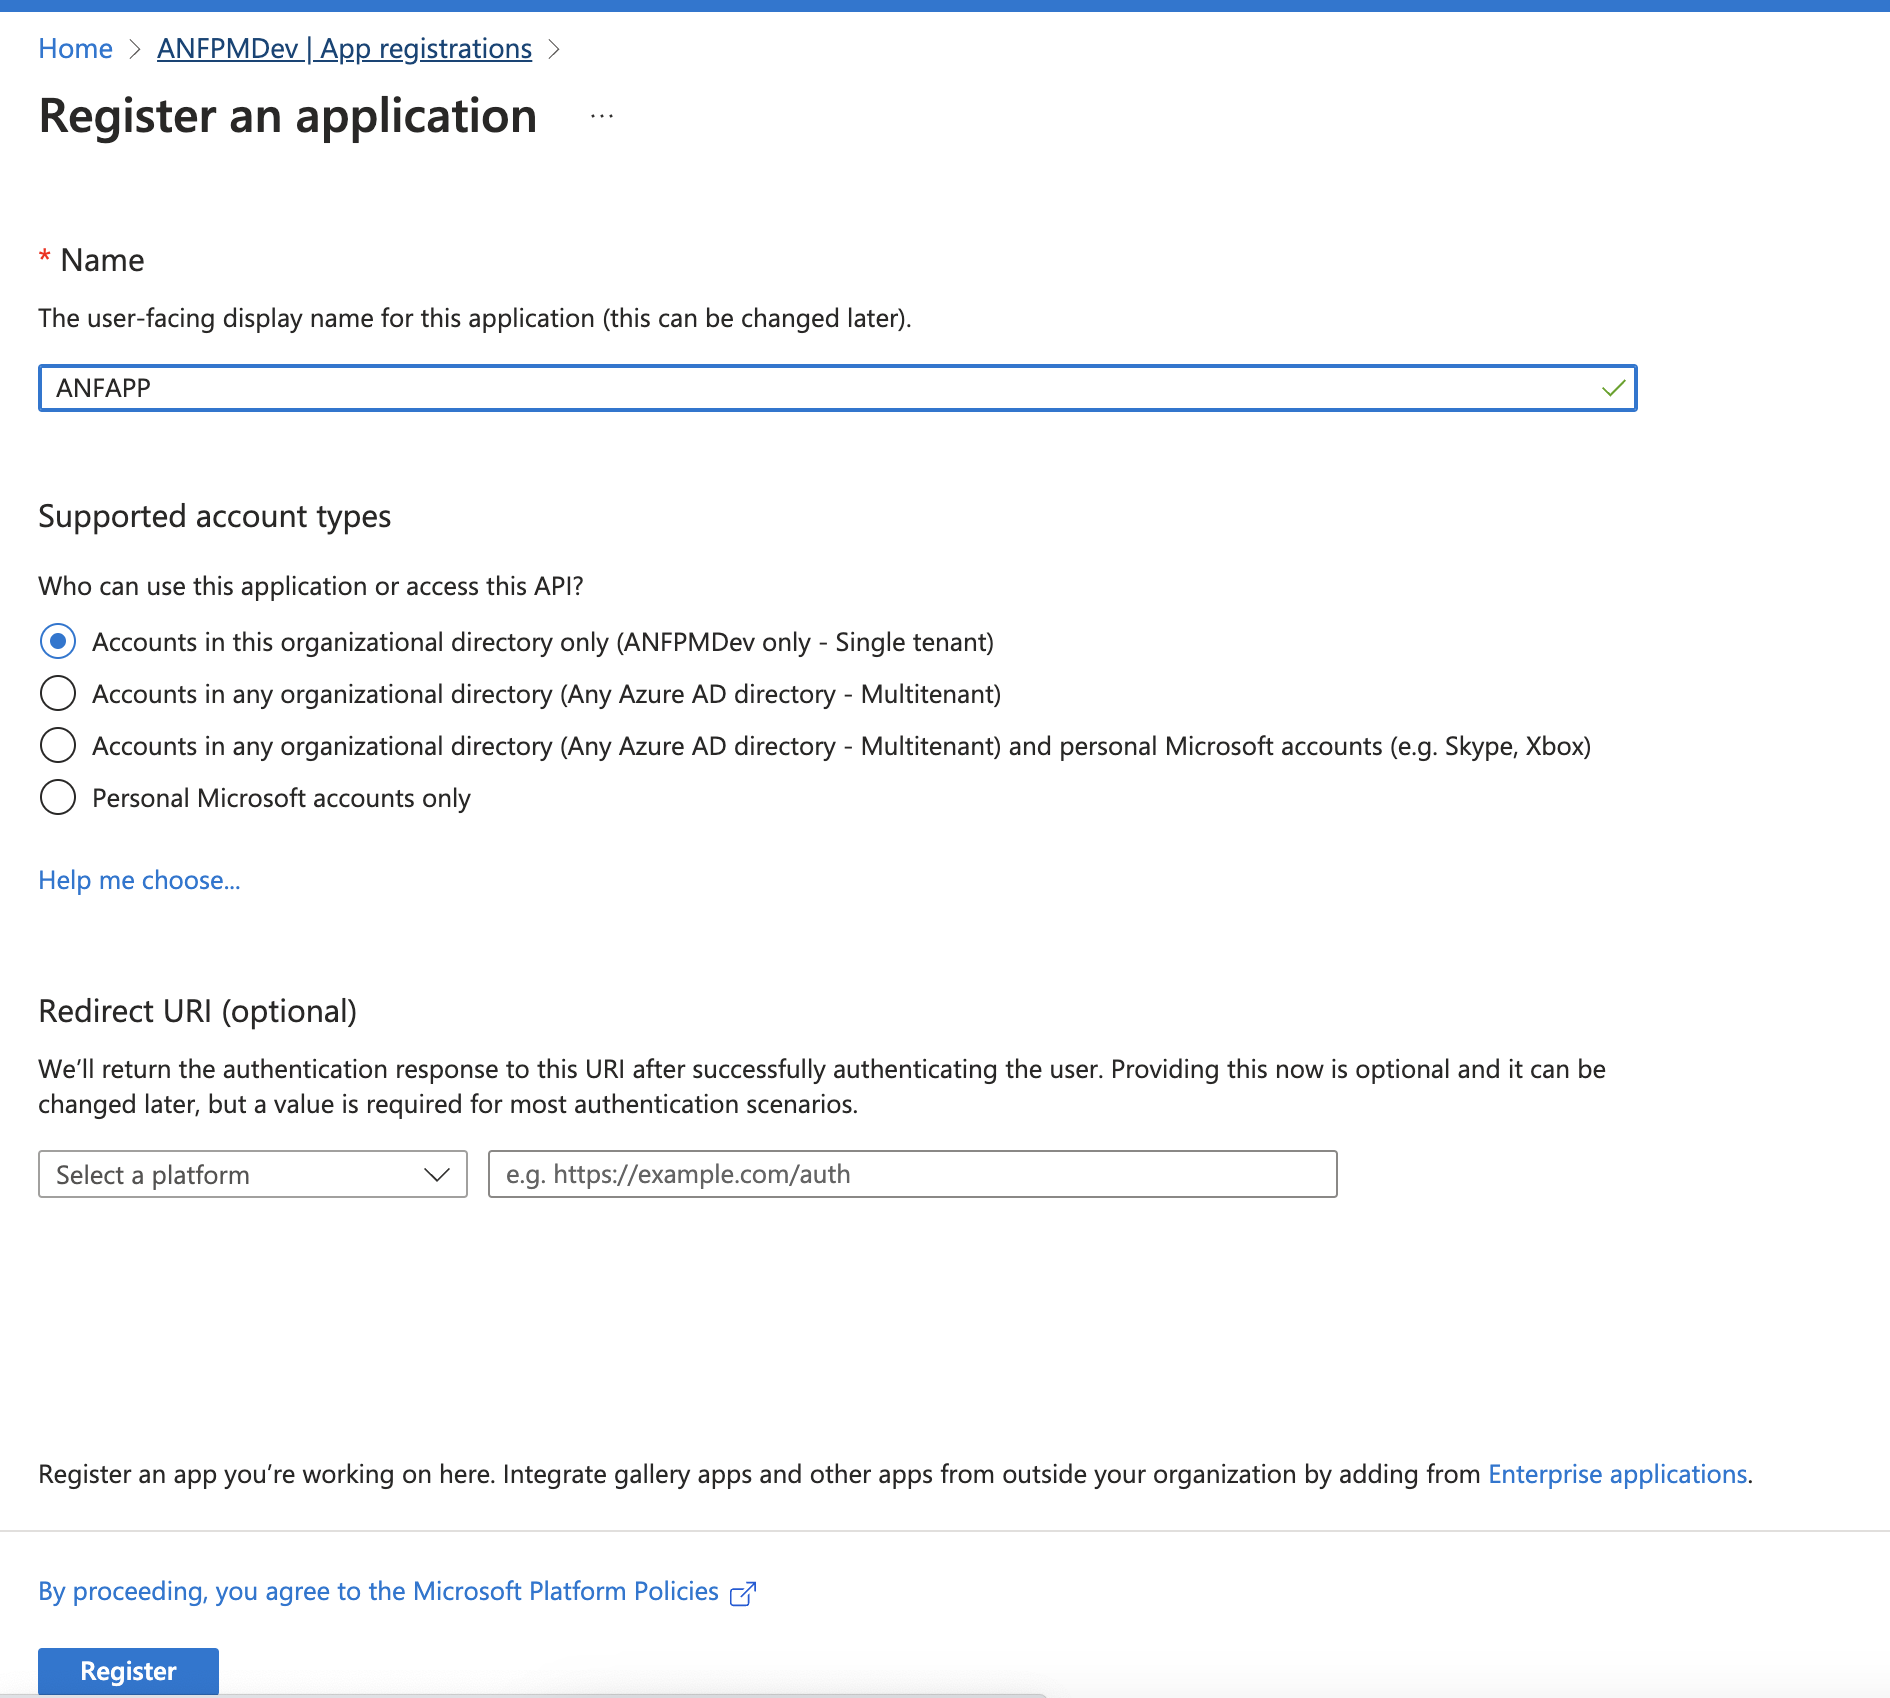 Home > ANFPMDev | App registrations >
Register an application ...
* Name
The user-facing display name for this application (this can be changed later).
ANFAPP
Supported account types
Who can use this application or access this API?
Accounts in this organizational directory only (ANFPMDev only - Single tenant)
Accounts in any organizational directory (Any Azure AD directory - Multitenant)
Accounts in any organizational directory (Any Azure AD directory - Multitenant) and personal Microsoft accounts (e.g. Skype, Xbox)
Personal Microsoft accounts only
Help me choose...
Redirect URI (optional)
We’ll return the authentication response to this URI after successfully authenticating the user. Providing this now is optional and it can be
changed later, but a value is required for most authentication scenarios.
Select a platform e.g. https://example.com/auth
Register an app you’re working on here. Integrate gallery apps and other apps from outside your organization by adding from Enterprise applications.
By proceeding, you agree to the Microsoft Platform Policies
Register